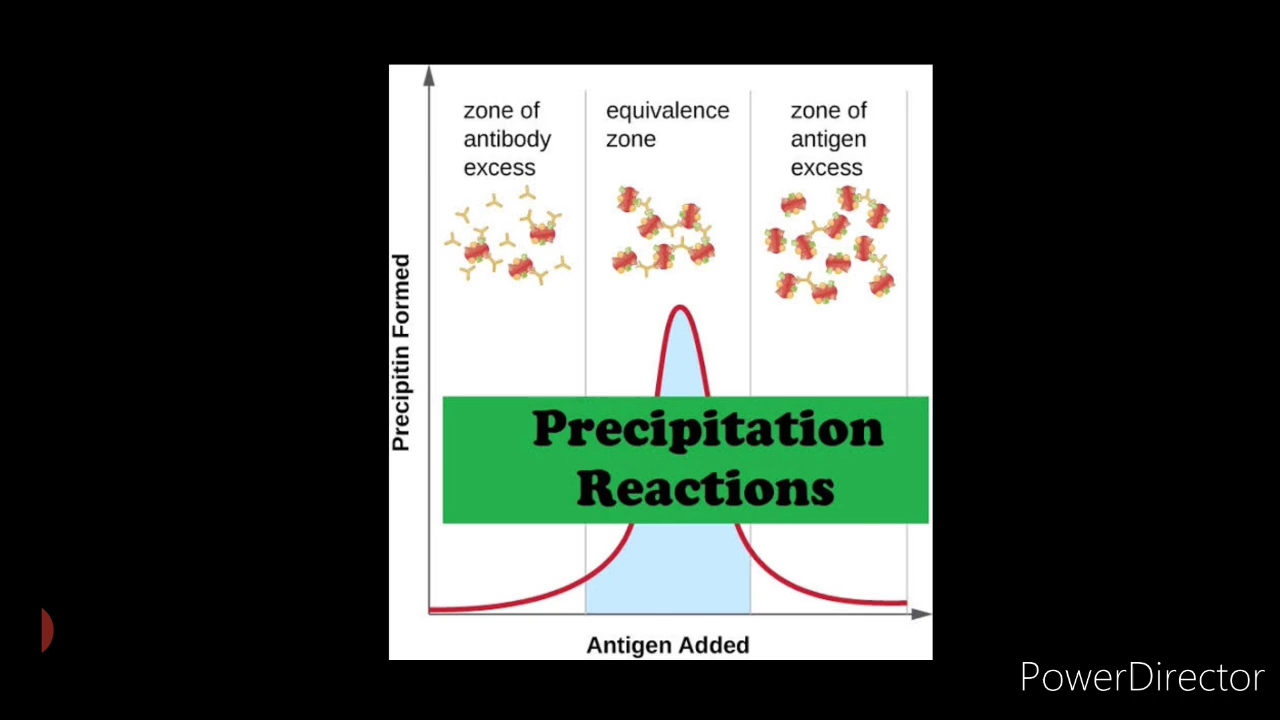 zone of
antibody
excess
equivalence
zone
zone of
antigen
excess
Precipitin Formed
Precipitation
Reactions
Antigen Added
PowerDirector